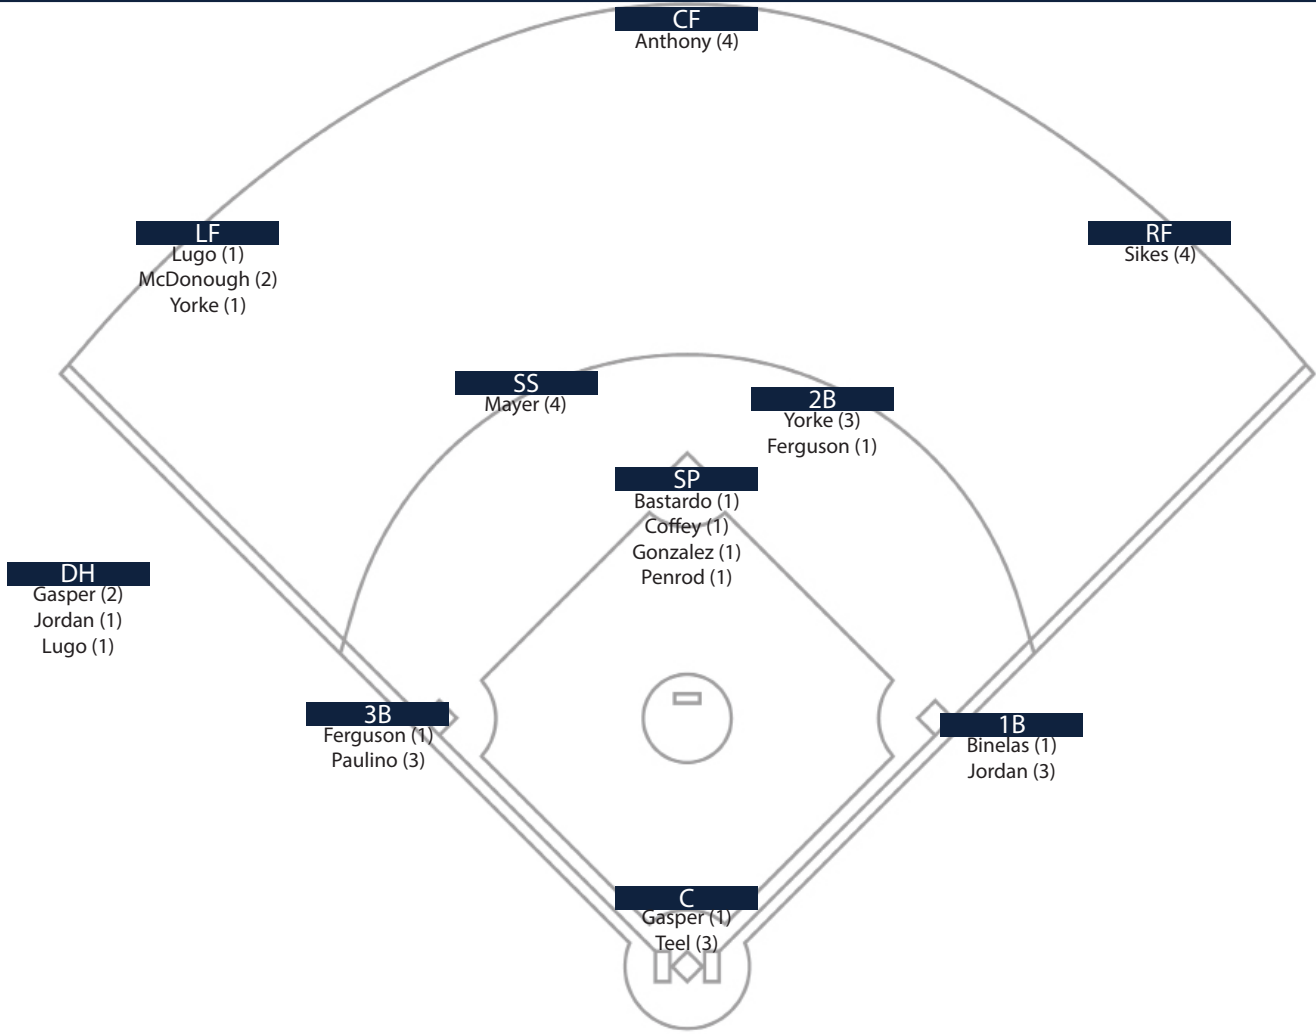 CF
Anthony (4)
LF
Lugo (1)
McDonough (2)
Yorke (1)
RF
Sikes (4)
SS
Mayer (4)
2B
Yorke (3)
Ferguson (1)
SP
Bastardo (1)
Coffey (1)
Gonzalez (1)
Penrod (1)
DH
Gasper (2)
Jordan (1)
Lugo (1)
3B
Ferguson (1)
Paulino (3)
1B
Binelas (1)
Jordan (3)
C
Gasper (1)
Teel (3)